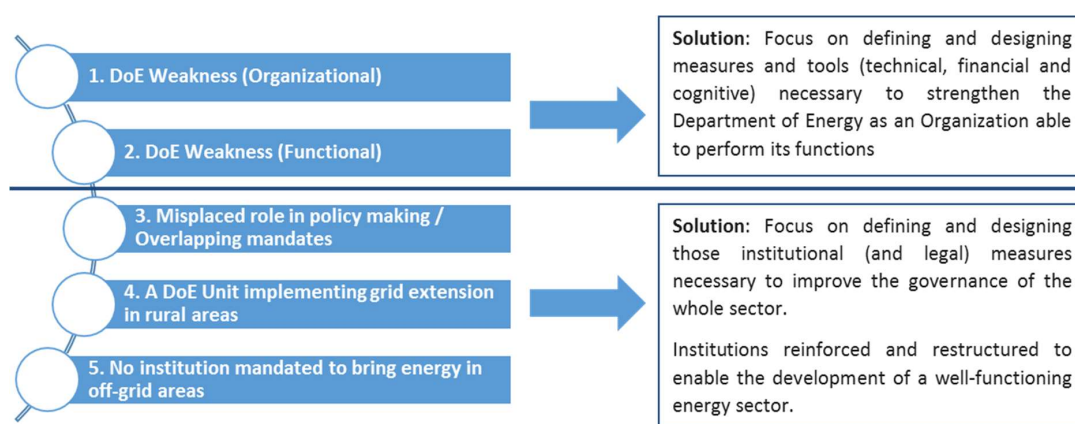 1. DoE Weakness (Organizational)
2. DoE Weakness (Functional)
3. Misplaced role in policy making /
Overlapping mandates
4. A DoE Unit implementing grid extension
in rural areas
5. No institution mandated to bring energy in
off-grid areas
Solution: Focus on defining and designing
measures and tools (technical, financial and
cognitive) necessary to strengthen the
Department of Energy as an Organization able
to perform its functions
Solution: Focus on defining and designing
those institutional (and legal) measures
necessary to improve the governance of the
whole sector.
Institutions reinforced and restructured to
enable the development of a well-functioning
energy sector.